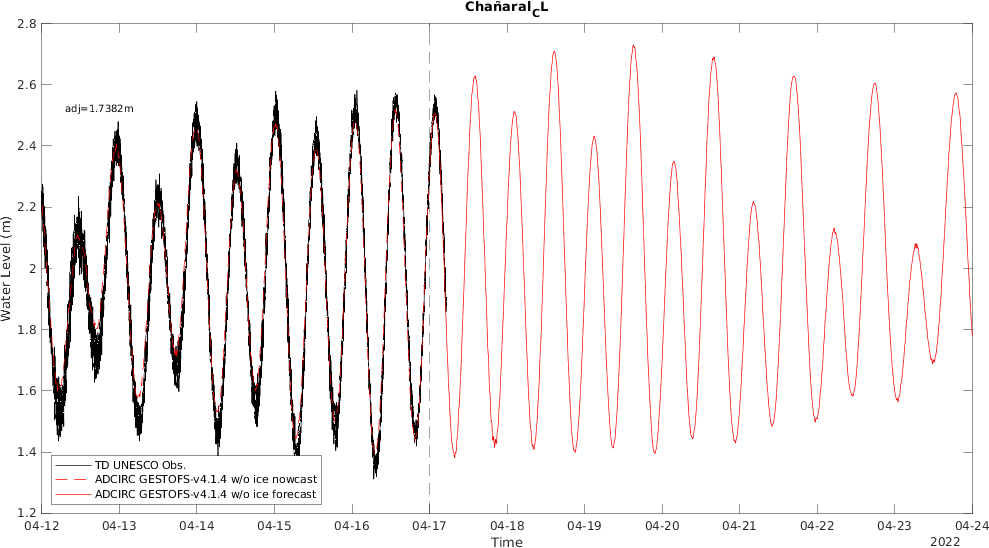 Chañaral_CL
2.8
2.6
2.4
2.2
2
1.8
1.6
1.4
1.2
Water Level (m)
adj=1.7382m
TD UNESCO Obs.
ADCIRC GESTOFS-v4.1.4 w/o ice nowcast
ADCIRC GESTOFS-v4.1.4 w/o ice forecast
04-12 04-13 04-14 04-15 04-16 04-17 04-18 04-19 04-20 04-21 04-22 04-23 04-24
Time
2022